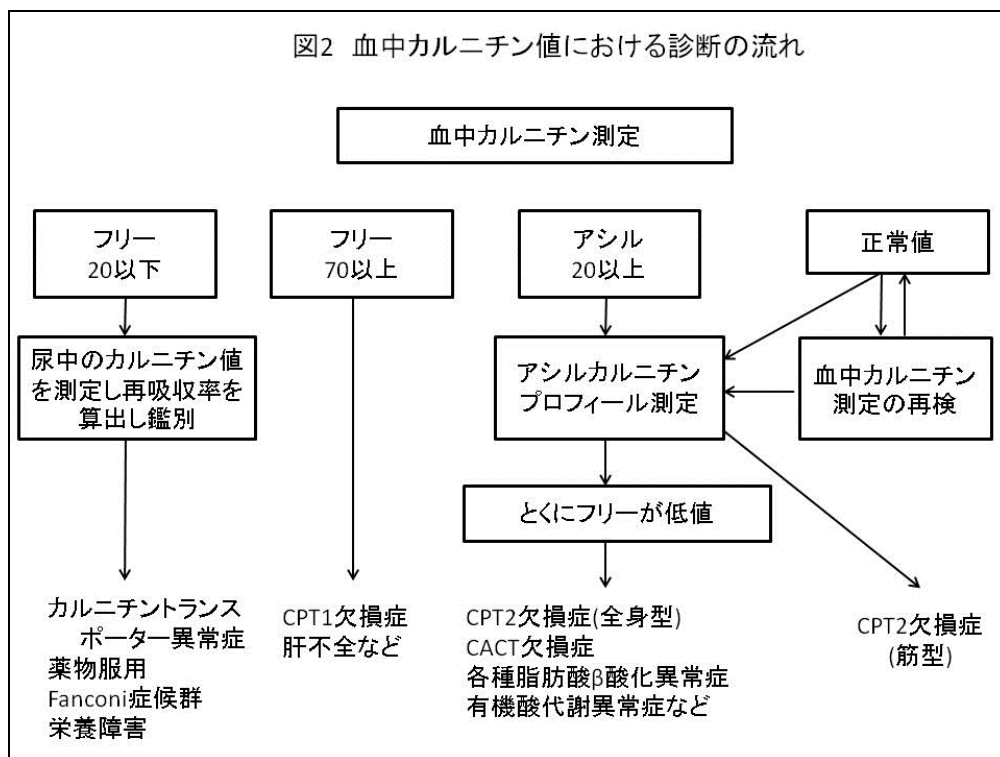 図2 血中カルニチン値における診断の流れ
血中カルニチン測定
フリー
20以下
フリー
70以上
アシル
20以上
正常値
尿中のカルニチン値
を測定し再吸収率を
算出し鑑別
アシルカルニチン
プロフィール測定
血中カルニチン
測定の再検
とくにフリーが低値
カルニチントランス
ポーター異常症
薬物服用
Fanconi症候群
栄養障害
CPT1欠損症
肝不全など
CPT2欠損症(全身型)
CACT欠損症
各種脂肪酸β酸化異常症
有機酸代謝異常症など
CPT2欠損症
(筋型)